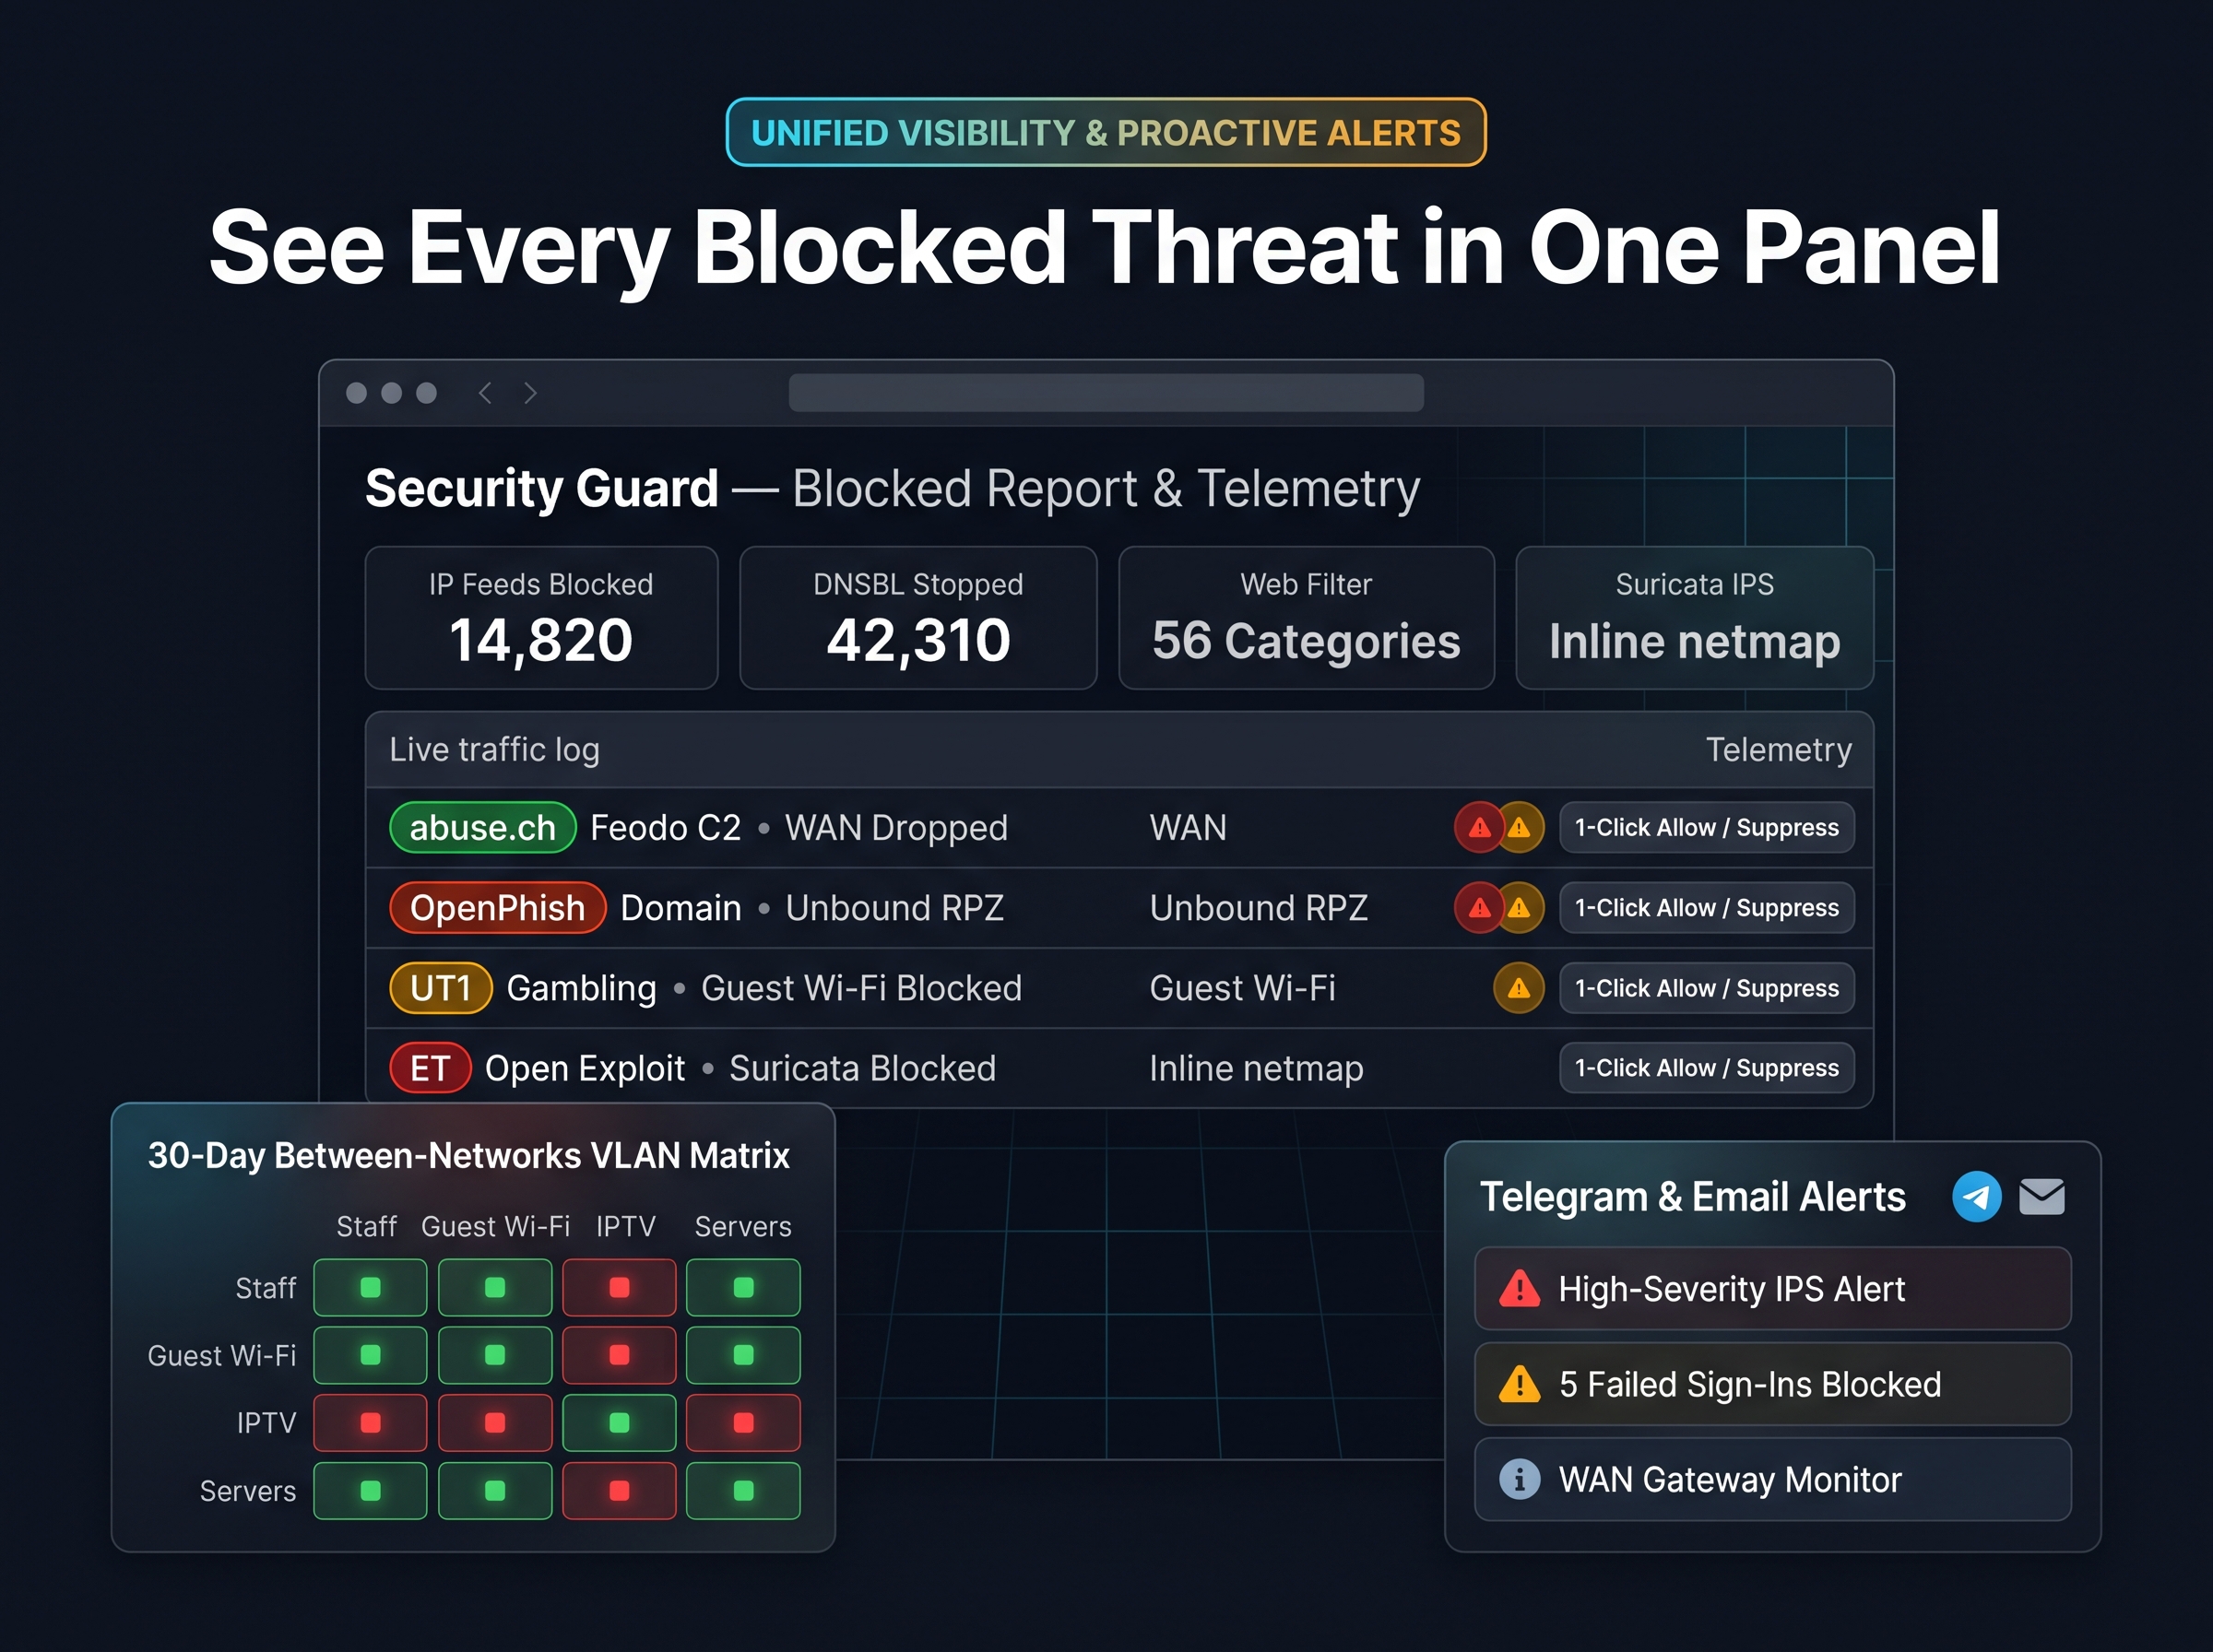 UNIFIED VISIBILITY & PROACTIVE ALERTS
See Every Blocked Threat in One Panel
Security Guard — Blocked Report & Telemetry
IP Feeds Blocked
14,820
DNSBL Stopped
42,310
Web Filter
56 Categories
Suricata IPS
Inline netmap
Live traffic log Telemetry
abuse.ch Feodo C2 • WAN Dropped WAN 1-Click Allow / Suppress
OpenPhish Domain • Unbound RPZ Unbound RPZ 1-Click Allow / Suppress
UT1 Gambling • Guest Wi-Fi Blocked Guest Wi-Fi 1-Click Allow / Suppress
ET Open Exploit • Suricata Blocked Inline netmap 1-Click Allow / Suppress
30-Day Between-Networks VLAN Matrix
Staff Guest Wi-Fi IPTV Servers
Staff
Guest Wi-Fi
IPTV
Servers
Telegram & Email Alerts
High-Severity IPS Alert
5 Failed Sign-Ins Blocked
WAN Gateway Monitor